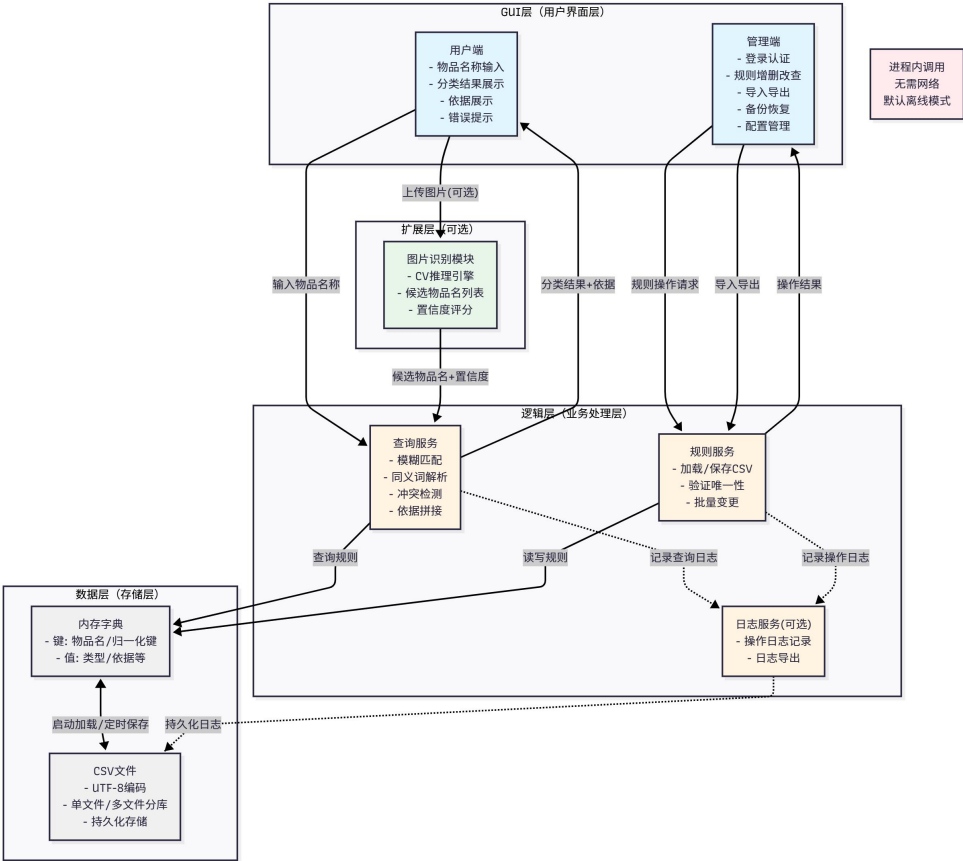 GUI层（用户界面层）
用户端
- 物品名称输入
- 分类结果展示
- 依据展示
- 错误提示
管理端
- 登录认证
- 规则增删改查
- 导入导出
- 备份恢复
- 配置管理
进程内调用
无需网络
默认离线模式
上传图片(可选)
扩展层（可选）
图片识别模块
- CV推理引擎
- 候选物品名列表
- 置信度评分
输入物品名称
分类结果+依据
规则操作请求
导入导出
操作结果
候选物品名+置信度
逻辑层（业务处理层）
查询服务
- 模糊匹配
- 同义词解析
- 冲突检测
- 依据拼接
规则服务
- 加载/保存CSV
- 验证唯一性
- 批量变更
查询规则
读写规则
记录查询日志
记录操作日志
日志服务(可选)
- 操作日志记录
- 日志导出
数据层（存储层）
内存字典
- 键: 物品名/归一化键
- 值: 类型/依据等
启动加载/定时保存
持久化日志
CSV文件
- UTF-8编码
- 单文件/多文件分库
- 持久化存储